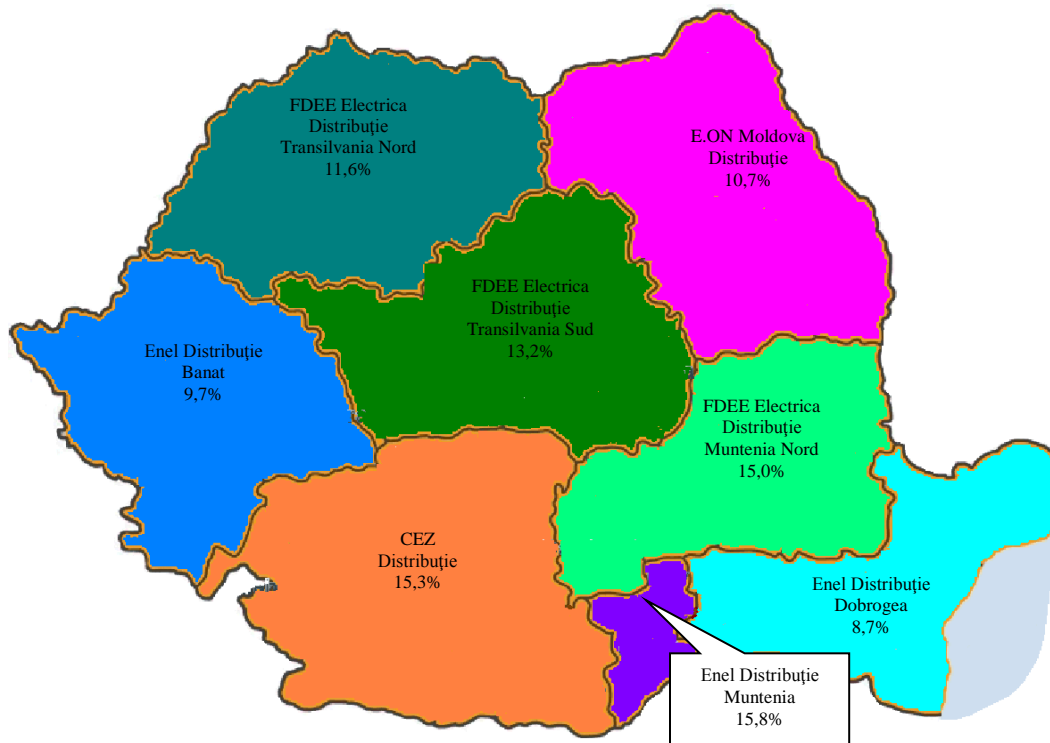 FDEE Electrica
Distribuţie
Transilvania Nord
11,6%
E.ON Moldova
Distribuţie
10,7%
FDEE Electrica
Distribuţie
Transilvania Sud
13,2%
Enel Distribuţie
Banat
9,7%
FDEE Electrica
Distribuţie
Muntenia Nord
15,0%
CEZ
Distribuţie
15,3%
Enel Distribuţie
Dobrogea
8,7%
Enel Distribuţie
Muntenia
15,8%